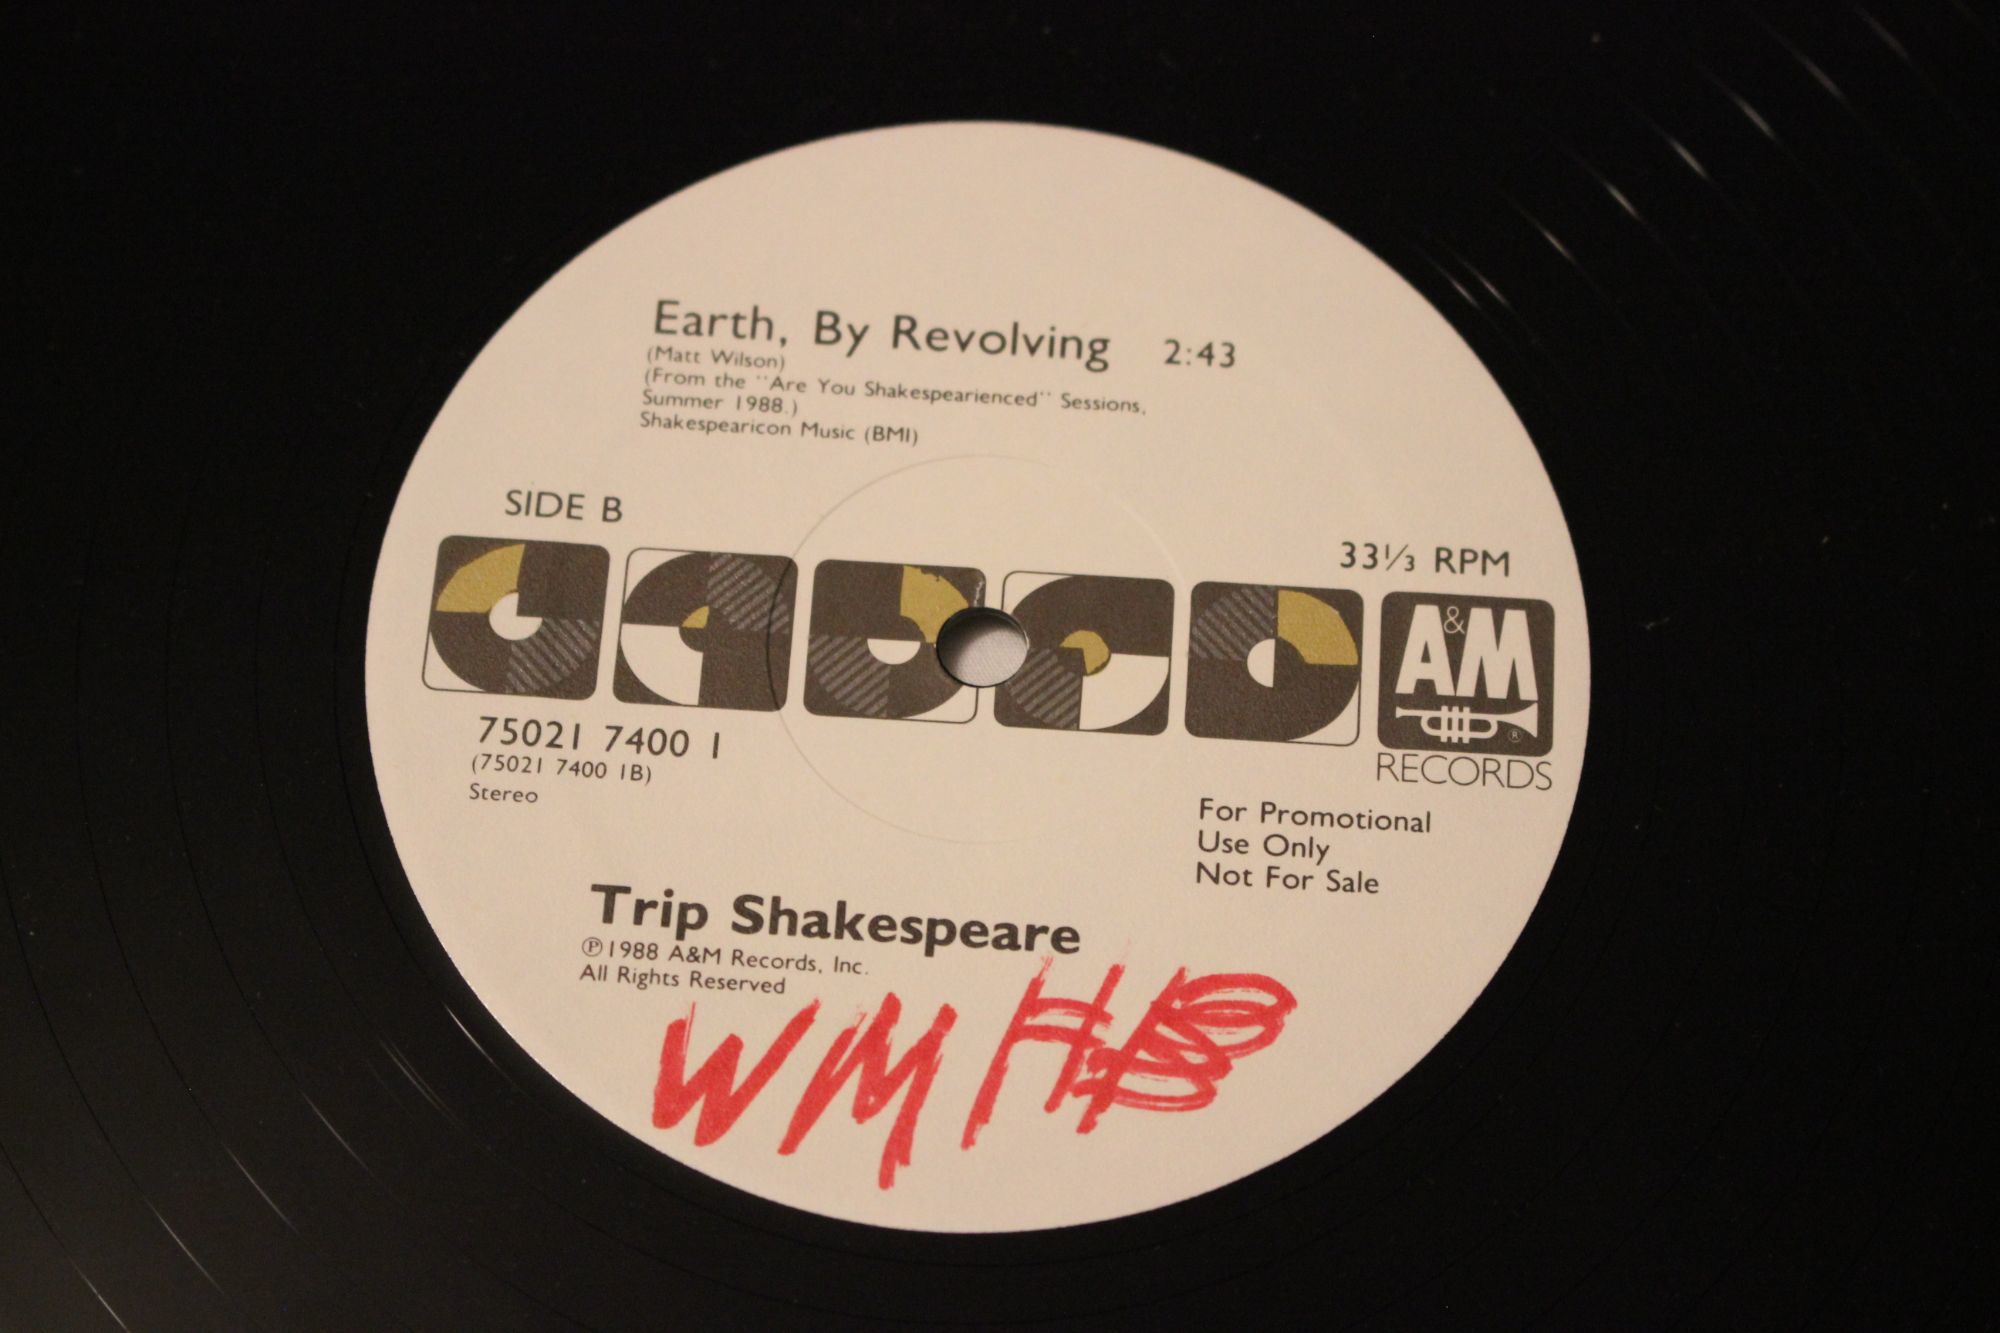 Earth, By Revolving 2:43
(Matt Wilson)
(From the "Are You Shakespearienced" Sessions,
Summer 1988.)
Shakespearicon Music (BMI)
SIDE B
33⅓ RPM
A&M
®
RECORDS
75021 7400 1
(75021 7400 1B)
Stereo
For Promotional
Use Only
Not For Sale
Trip Shakespeare
℗1988 A&M Records, Inc.
All Rights Reserved
WMHB